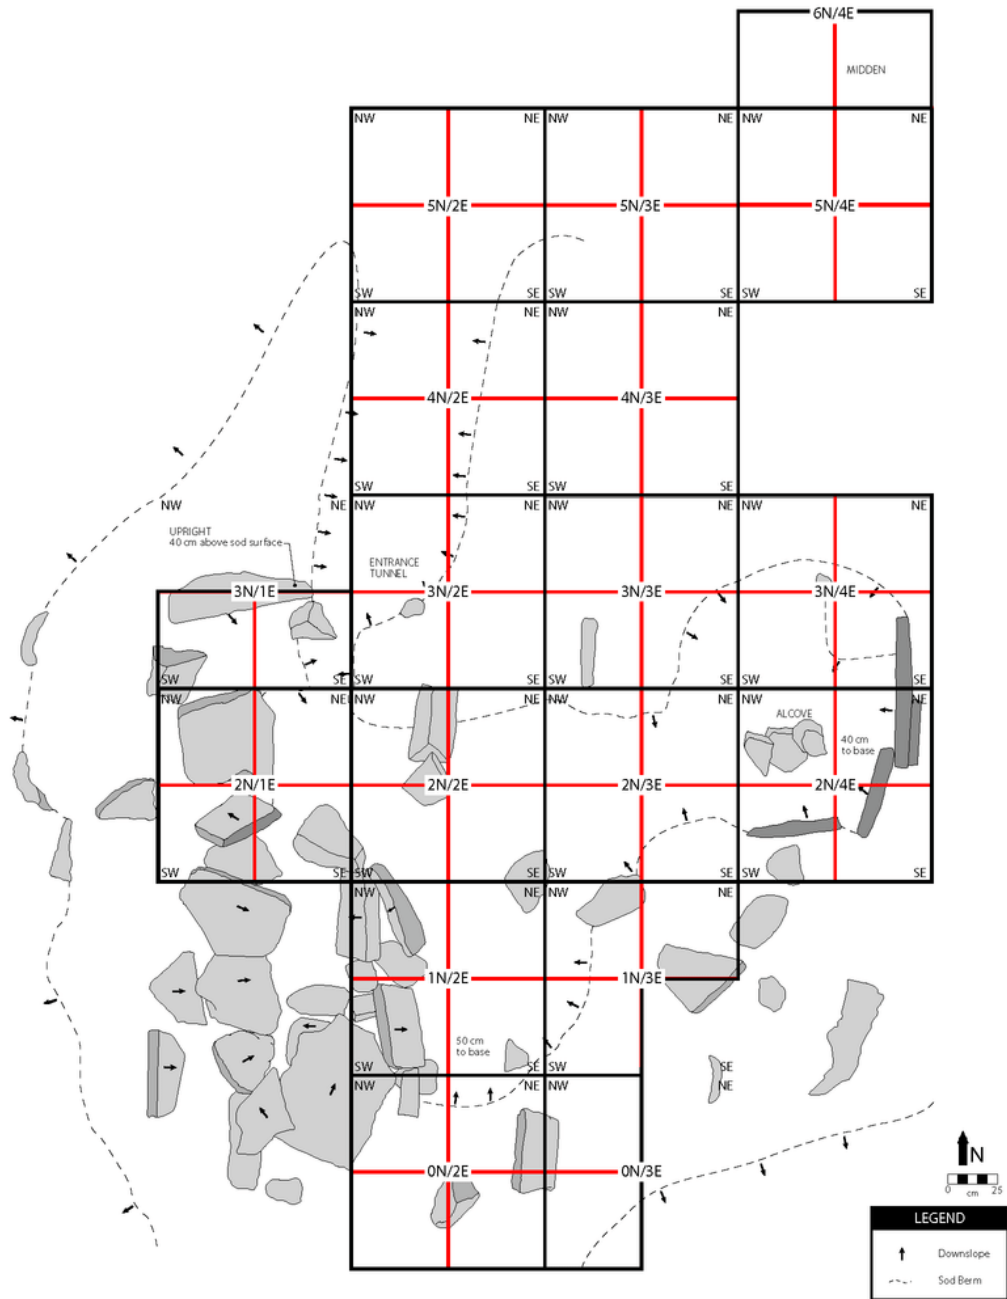 6N/4E
MIDDEN
NW NE NW NE NW NE
5N/2E 5N/3E 5N/4E
SW SE SW SE SW SE
NW NE NW NE
4N/2E 4N/3E
SW SE SW SE
NW NE NW NE NW NE
UPRIGHT
40 cm above sod surface
ENTRANCE
TUNNEL
3N/1E 3N/2E 3N/3E 3N/4E
SW SE SW SE SW SE SW SE
NW NE NW NE NW NE NW NE
ALCOVE
40 cm
to base
2N/1E 2N/2E 2N/3E 2N/4E
SW SE SW SE SW SE SW SE
NW NE NW NE
1N/2E 1N/3E
50 cm
to base
SW SE SW SE
NW NE NW NE
0N/2E 0N/3E
N
0 25
cm
LEGEND
Downslope
Sod Berm